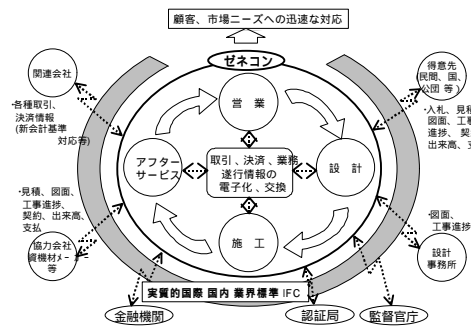 顧客、市場ニーズへの迅速な対応
ゼネコン
関連会社
・各種取引、
決済情報
(新会計基準
対応等)
得意先
(民間、国、
公団 等)
・入札、見積
図面、工事
進捗、契
出来高、支
営業
アフター
サービス
取引、決済、業務
遂行情報の
電子化、交換
設計
施工
・見積、図面、
工事進捗、
契約、出来高、
支払
協力会社
資機材メーカ
等
・図面、
工事進捗
設計
事務所
実質的国際 国内 業界標準 IFC
金融機関
認証局
監督官庁